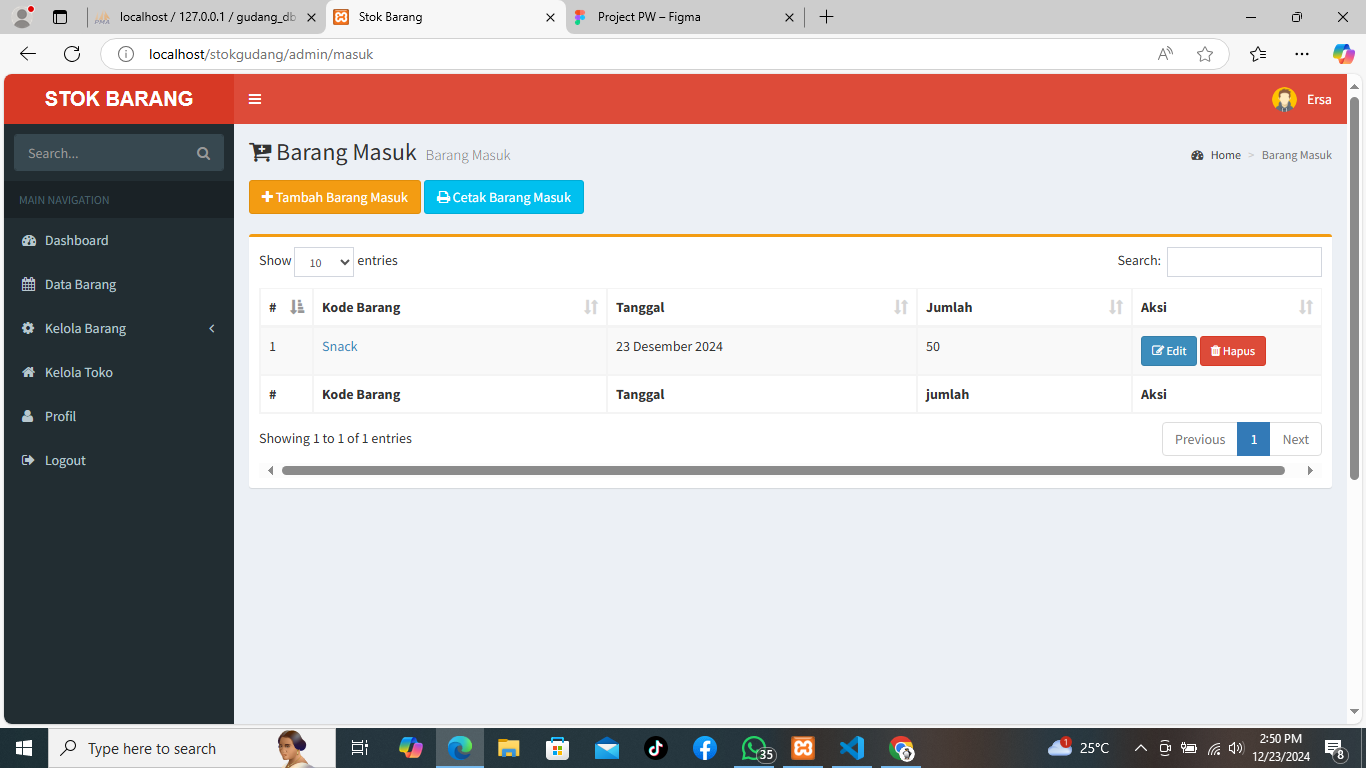 localhost / 127.0.0.1 / gudang_db
Stok Barang
Project PW – Figma
localhost/stokgudang/admin/masuk
STOK BARANG
Ersa
Search...
MAIN NAVIGATION
Dashboard
Data Barang
Kelola Barang
Kelola Toko
Profil
Logout
Barang Masuk Barang Masuk
Home > Barang Masuk
Tambah Barang Masuk Cetak Barang Masuk
Show 10 entries
Search:
# Kode Barang Tanggal Jumlah Aksi
1 Snack 23 Desember 2024 50 Edit Hapus
# Kode Barang Tanggal jumlah Aksi
Showing 1 to 1 of 1 entries
Previous 1 Next
Type here to search
35
1
25°C
2:50 PM
12/23/2024
8